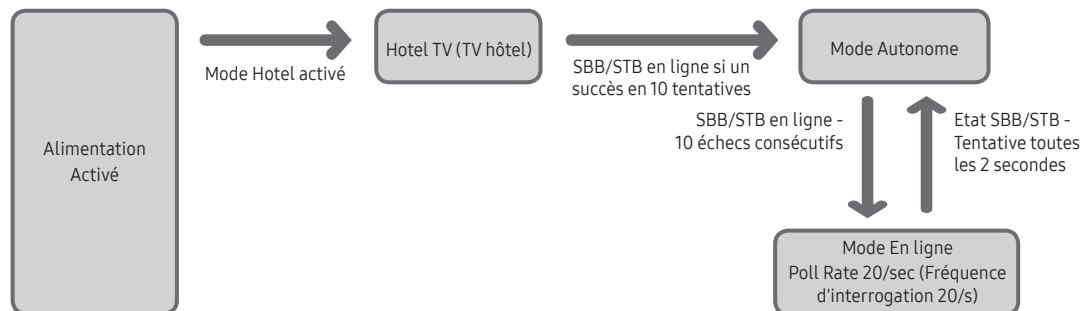 Alimentation
Activé
Mode Hotel activé
Hotel TV (TV hôtel)
SBB/STB en ligne si un
succès en 10 tentatives
Mode Autonome
SBB/STB en ligne -
10 échecs consécutifs
Etat SBB/STB -
Tentative toutes
les 2 secondes
Mode En ligne
Poll Rate 20/sec (Fréquence
d'interrogation 20/s)